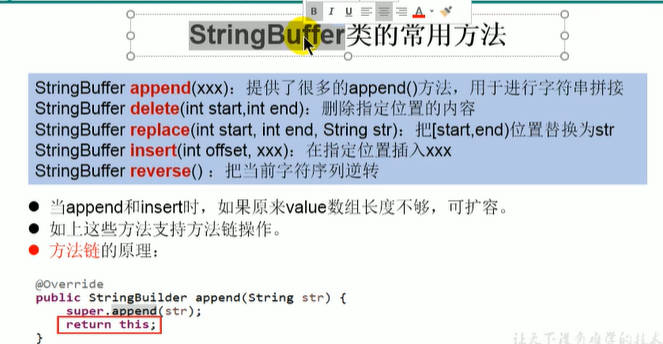 B I U A
StringBuffer类的常用方法
StringBuffer append(xxx)：提供了很多的append()方法，用于进行字符串拼接
StringBuffer delete(int start,int end)：删除指定位置的内容
StringBuffer replace(int start, int end, String str)：把[start,end)位置替换为str
StringBuffer insert(int offset, xxx)：在指定位置插入xxx
StringBuffer reverse() ：把当前字符序列逆转
● 当append和insert时，如果原来value数组长度不够，可扩容。
● 如上这些方法支持方法链操作。
● 方法链的原理：
@Override
public StringBuilder append(String str) {
super.append(str);
return this;
}
让天下没有难学的技术